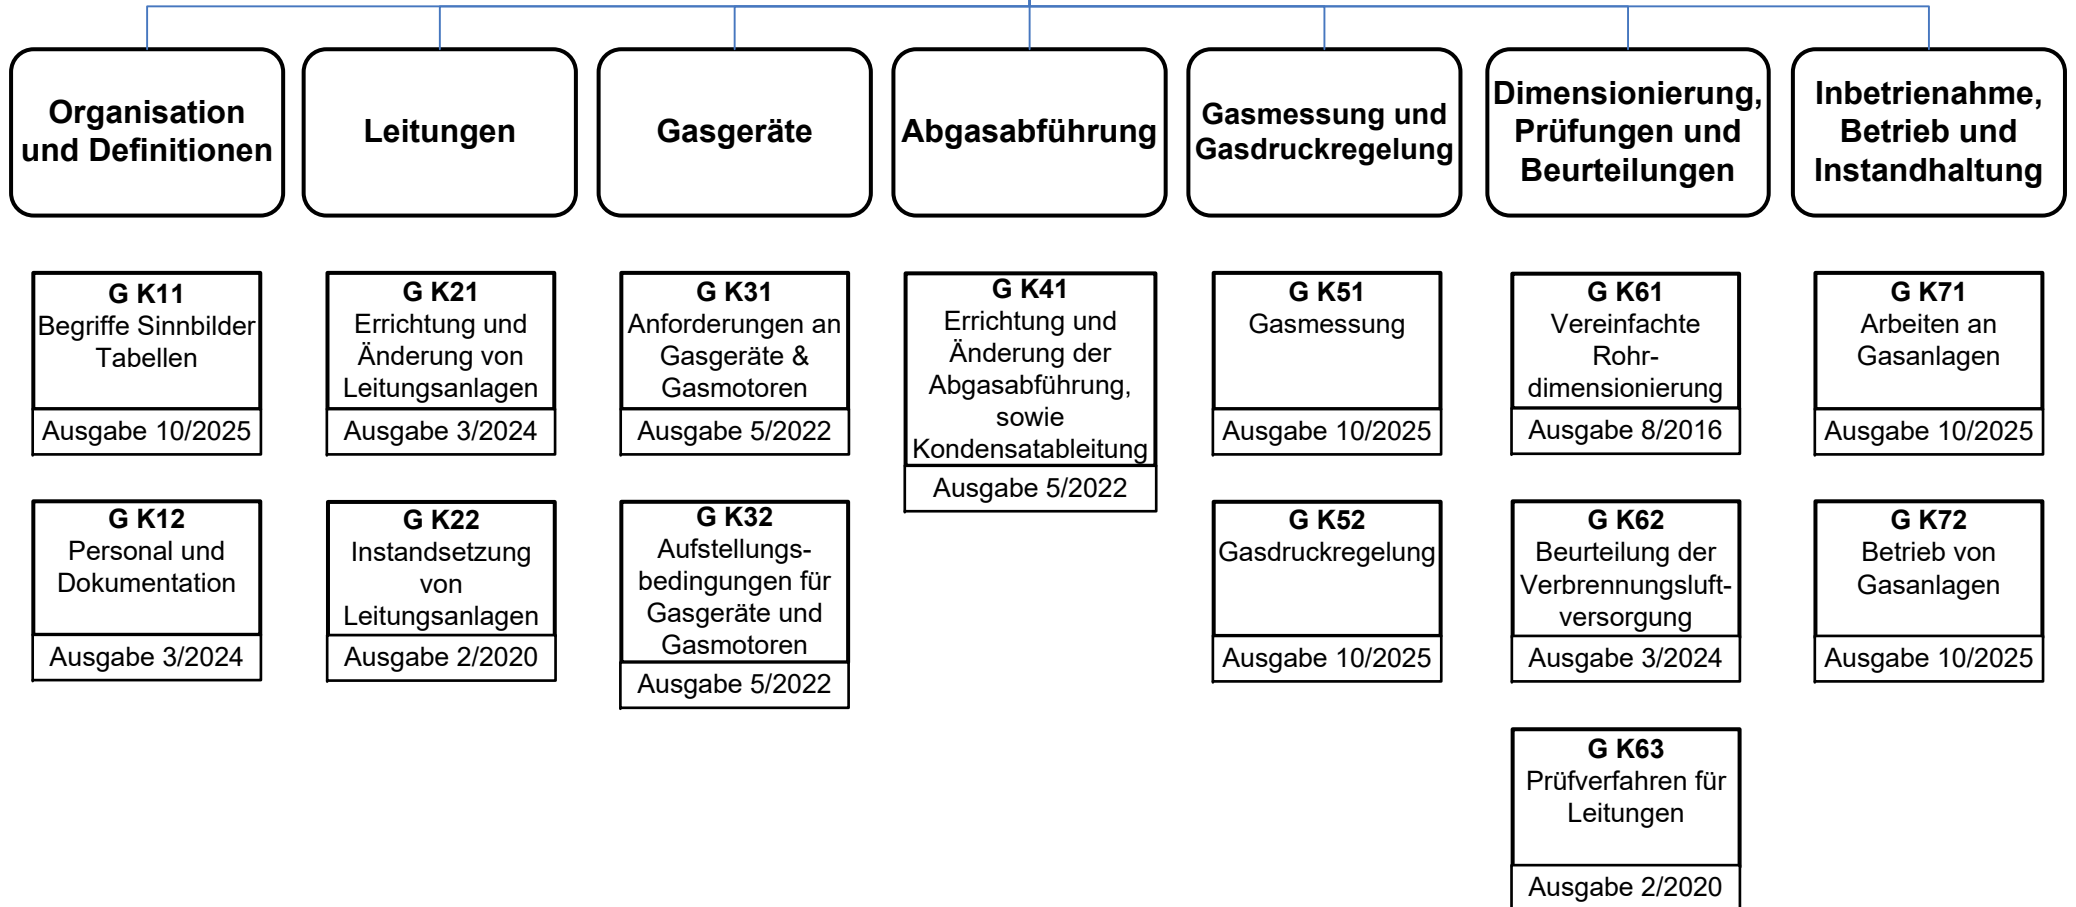 Organisation
und Definitionen
Leitungen
Gasgeräte
Abgasabführung
Gasmessung und
Gasdruckregelung
Dimensionierung,
Prüfungen und
Beurteilungen
Inbetrienahme,
Betrieb und
Instandhaltung
G K11
Begriffe Sinnbilder
Tabellen
Ausgabe 10/2025
G K12
Personal und
Dokumentation
Ausgabe 3/2024
G K21
Errichtung und
Änderung von
Leitungsanlagen
Ausgabe 3/2024
G K22
Instandsetzung
von
Leitungsanlagen
Ausgabe 2/2020
G K31
Anforderungen an
Gasgeräte &
Gasmotoren
Ausgabe 5/2022
G K32
Aufstellungs-
bedingungen für
Gasgeräte und
Gasmotoren
Ausgabe 5/2022
G K41
Errichtung und
Änderung der
Abgasabführung,
sowie
Kondensatableitung
Ausgabe 5/2022
G K51
Gasmessung
Ausgabe 10/2025
G K52
Gasdruckregelung
Ausgabe 10/2025
G K61
Vereinfachte
Rohr-
dimensionierung
Ausgabe 8/2016
G K62
Beurteilung der
Verbrennungsluft-
versorgung
Ausgabe 3/2024
G K63
Prüfverfahren für
Leitungen
Ausgabe 2/2020
G K71
Arbeiten an
Gasanlagen
Ausgabe 10/2025
G K72
Betrieb von
Gasanlagen
Ausgabe 10/2025